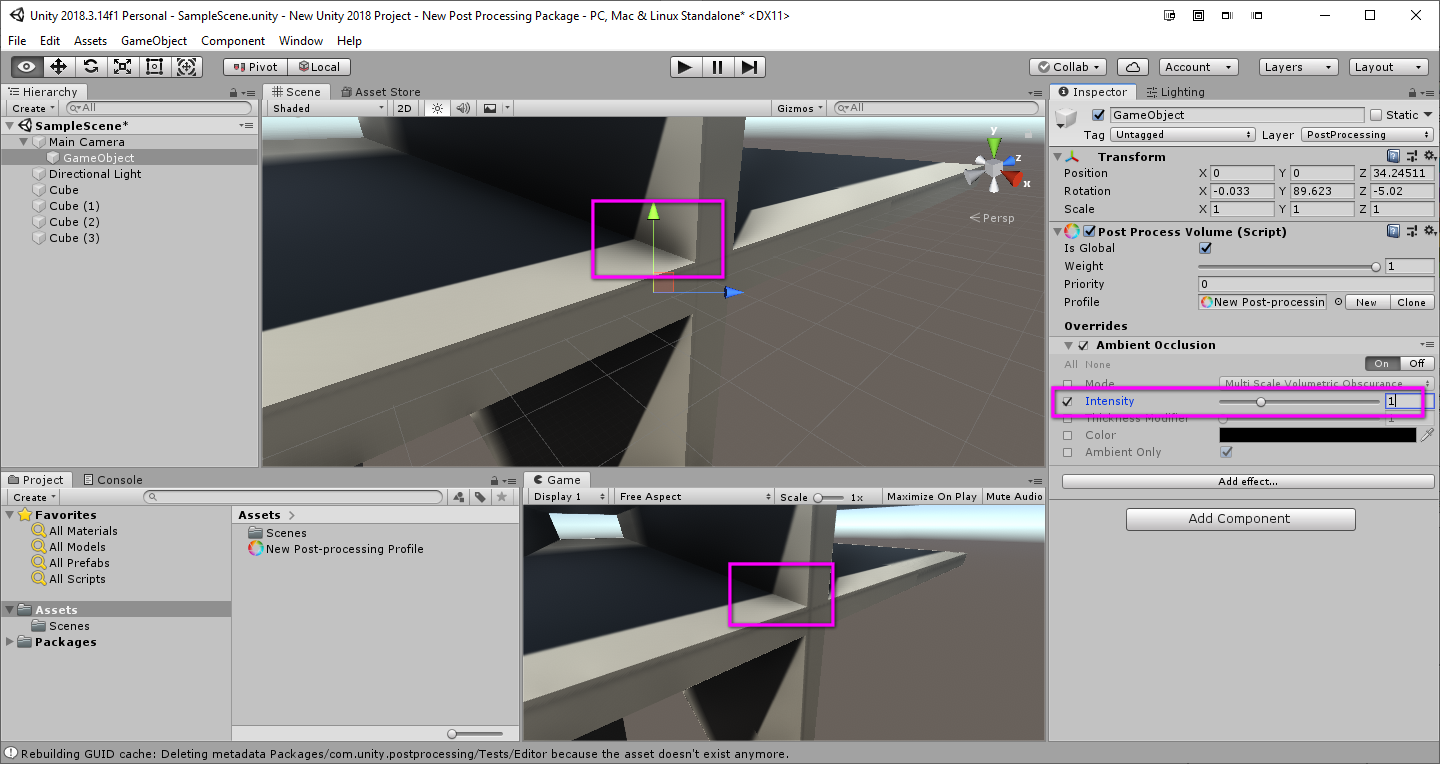 Unity 2018.3.14f1 Personal - SampleScene.unity - New Unity 2018 Project - New Post Processing Package - PC, Mac & Linux Standalone* <DX11>
File Edit Assets GameObject Component Window Help
Pivot Local Collab Account Layers Layout
Hierarchy
Create All
SampleScene*
Main Camera
GameObject
Directional Light
Cube
Cube (1)
Cube (2)
Cube (3)
Scene Asset Store
Shaded 2D Gizmos All
y
z
x
Persp
Inspector Lighting
GameObject Static
Tag Untagged Layer PostProcessing
Transform
Position X 0 Y 0 Z 34.24511
Rotation X -0.033 Y 89.623 Z -5.02
Scale X 1 Y 1 Z 1
Post Process Volume (Script)
Is Global
Weight 1
Priority 0
Profile New Post-processin New Clone
Overrides
Ambient Occlusion
All None On Off
Mode Multi Scale Volumetric Obscurance
Intensity 1
Thickness Modifier 1
Color
Ambient Only
Add effect...
Add Component
Project Console
Create
Favorites
All Materials
All Models
All Prefabs
All Scripts
Assets
Scenes
Packages
Assets
Scenes
New Post-processing Profile
Game
Display 1 Free Aspect Scale 1x Maximize On Play Mute Audio
Rebuilding GUID cache: Deleting metadata Packages/com.unity.postprocessing/Tests/Editor because the asset doesn't exist anymore.